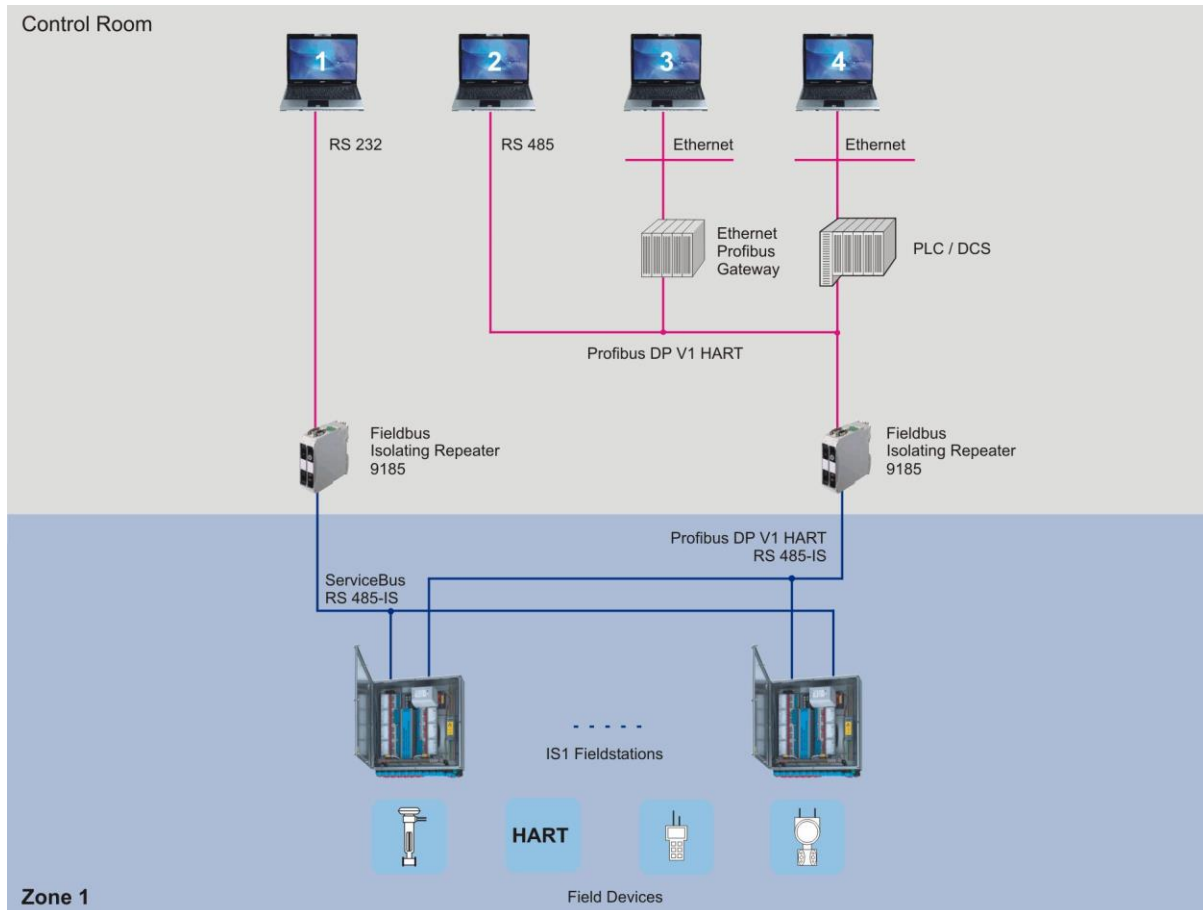 Control Room
1
2
3
4
RS 232
RS 485
Ethernet
Ethernet
Ethernet
Profibus
Gateway
PLC / DCS
Profibus DP V1 HART
Fieldbus
Isolating Repeater
9185
Fieldbus
Isolating Repeater
9185
Profibus DP V1 HART
RS 485-IS
ServiceBus
RS 485-IS
IS1 Fieldstations
HART
Zone 1
Field Devices